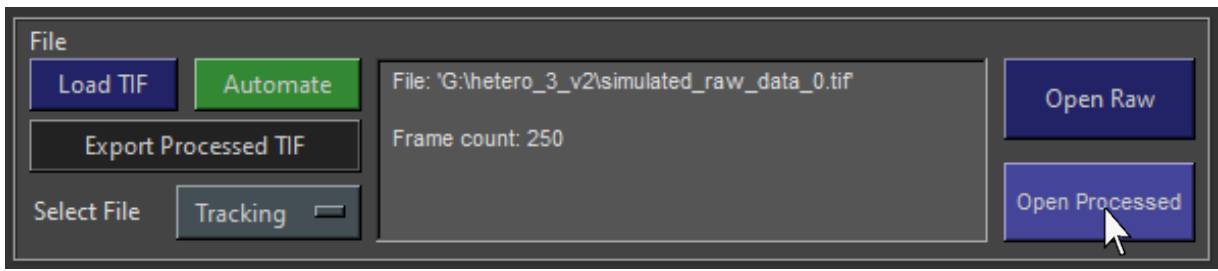 File
Load TIF
Automate
Export Processed TIF
Select File
Tracking
File: 'G:\hetero_3_v2\simulated_raw_data_0.tif'
Frame count: 250
Open Raw
Open Processed